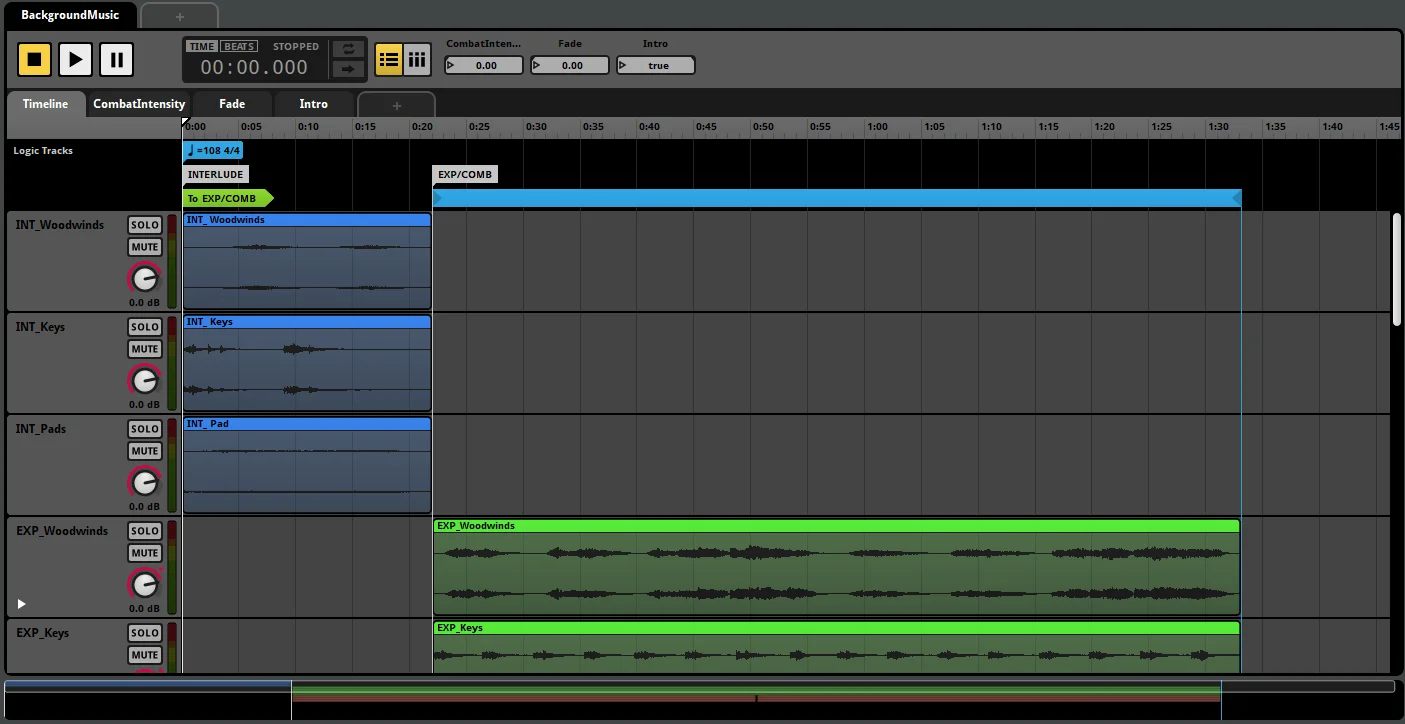 BackgroundMusic +
TIME BEATS STOPPED
00:00.000
CombatInten... Fade Intro
0.00 0.00 true
Timeline CombatIntensity Fade Intro +
0:00 0:05 0:10 0:15 0:20 0:25 0:30 0:35 0:40 0:45 0:50 0:55 1:00 1:05 1:10 1:15 1:20 1:25 1:30 1:35 1:40 1:45
Logic Tracks
♩=108 4/4
INTERLUDE EXP/COMB
To EXP/COMB
INT_Woodwinds SOLO INT_Woodwinds
MUTE
0.0 dB
INT_Keys SOLO INT_Keys
MUTE
0.0 dB
INT_Pads SOLO INT_Pad
MUTE
0.0 dB
EXP_Woodwinds SOLO EXP_Woodwinds
MUTE
0.0 dB
EXP_Keys SOLO EXP_Keys
MUTE